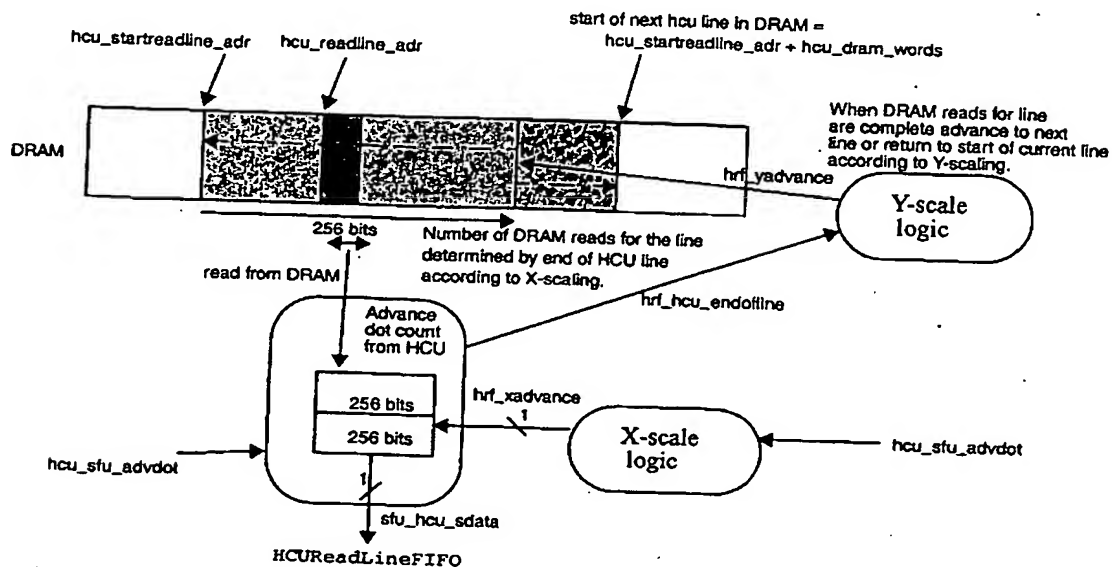 start of next hcu line in DRAM =
hcu_startreadline_adr + hcu_dram_words
hcu_startreadline_adr
hcu_readline_adr
When DRAM reads for line
are complete advance to next
line or return to start of current line
according to Y-scaling.
DRAM
hrf_yadvance
Y-scale
logic
256 bits
Number of DRAM reads for the line
determined by end of HCU line
according to X-scaling.
read from DRAM
hrf_hcu_endofline
Advance
dot count
from HCU
256 bits
256 bits
hrf_xadvance
1
X-scale
logic
hcu_sfu_advdot
hcu_sfu_advdot
1
sfu_hcu_sdata
HCUReadLineFIFO